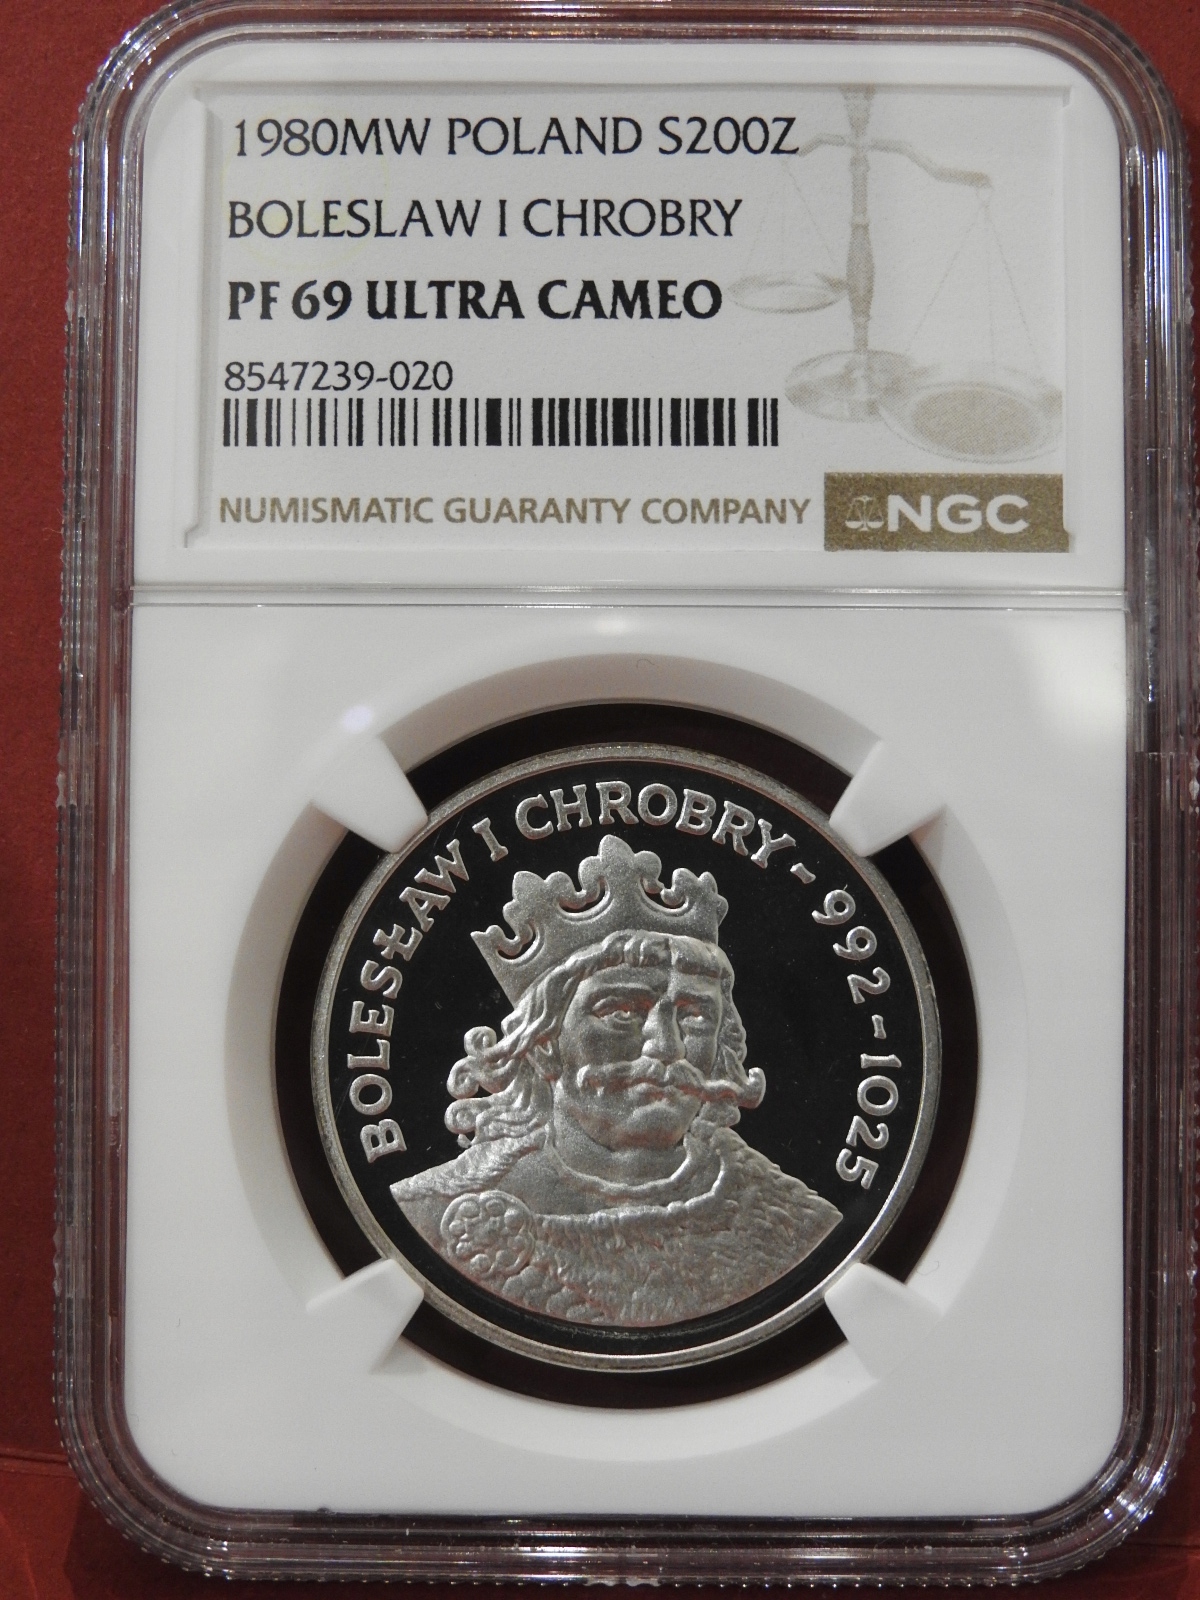 1980MW POLAND S200Z
BOLESLAW I CHROBRY
PF 69 ULTRA CAMEO
8547239-020
NUMISMATIC GUARANTY COMPANY
NGC
BOLESŁAW I CHROBRY - 992 - 1025